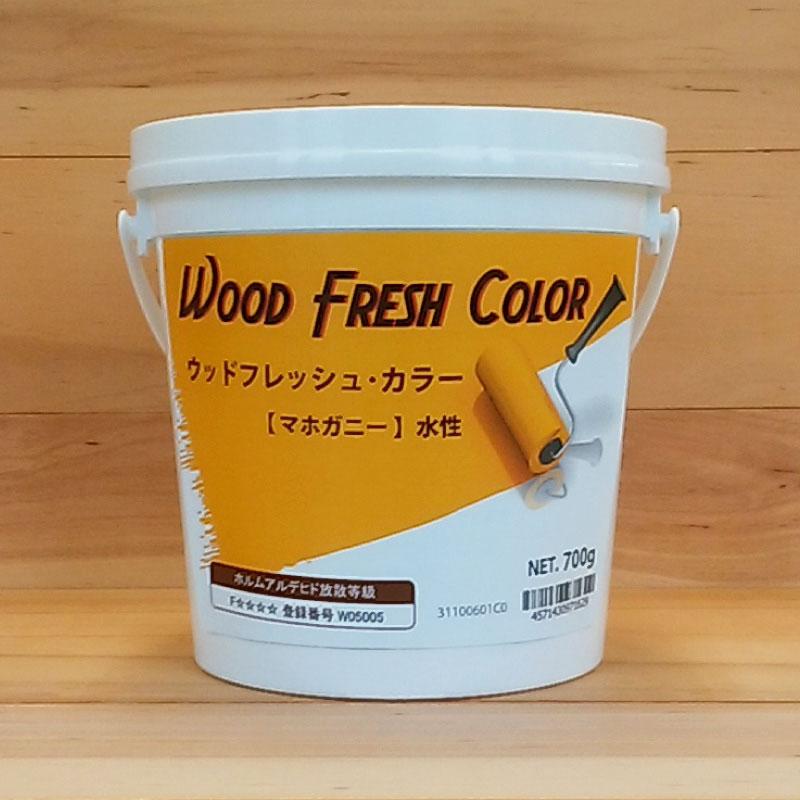 WOOD FRESH COLOR
ウッドフレッシュ・カラー
【マホガニー】水性
NET. 700g
ホルムアルデヒド放散等級
F☆☆☆☆ 登録番号 W05005
31100601C0
4571430971629